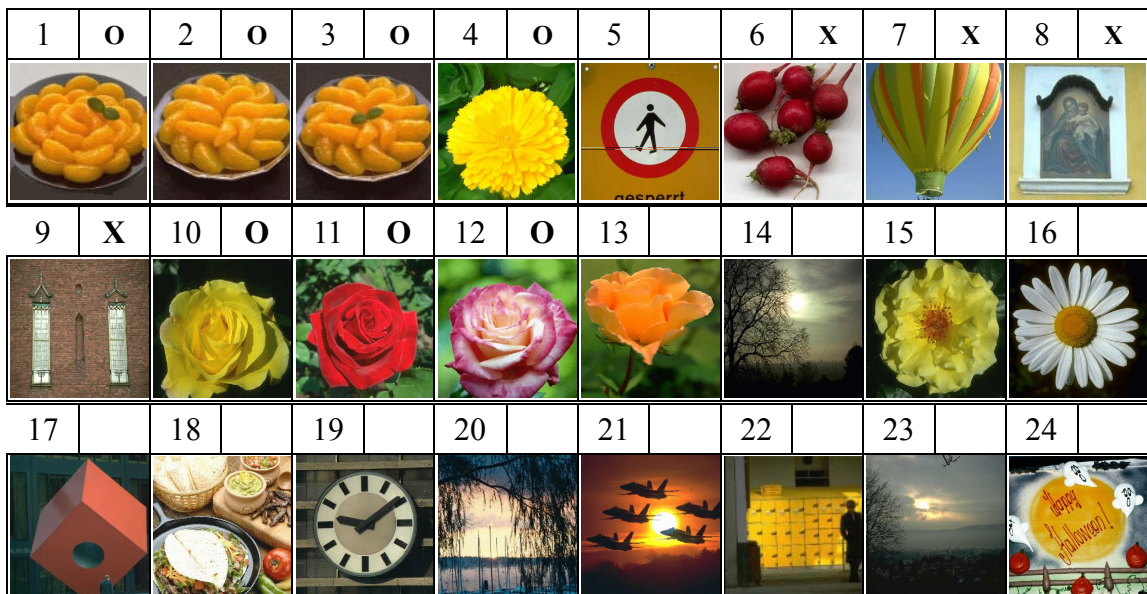 1 O 2 O 3 O 4 O 5 6 X 7 X 8 X
gesperrt
9 X 10 O 11 O 12 O 13 14 15 16
17 18 19 20 21 22 23 24
Happy
Halloween!